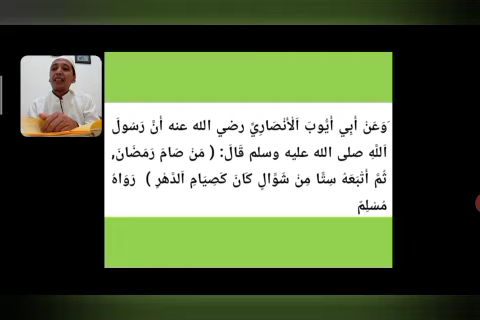 وَعَنْ أَبِي أَيُّوبَ اَلْأَنْصَارِيِّ رضي الله عنه أَنَّ رَسُولَ
اَللَّهِ صلى الله عليه وسلم قَالَ: ( مَنْ صَامَ رَمَضَانَ,
ثُمَّ أَتْبَعَهُ سِتًّا مِنْ شَوَّالٍ كَانَ كَصِيَامِ اَلدَّهْرِ ) رَوَاهُ
مُسْلِمٌ